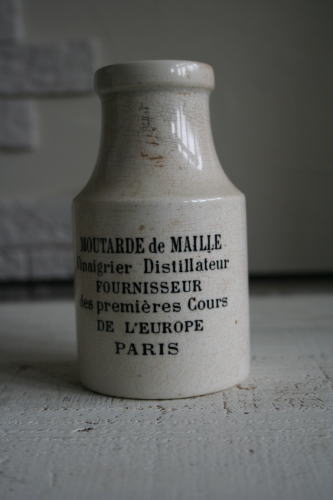 MOUTARDE de MAILLE
Vinaigrier Distillateur
FOURNISSEUR
des premières Cours
DE L'EUROPE
PARIS